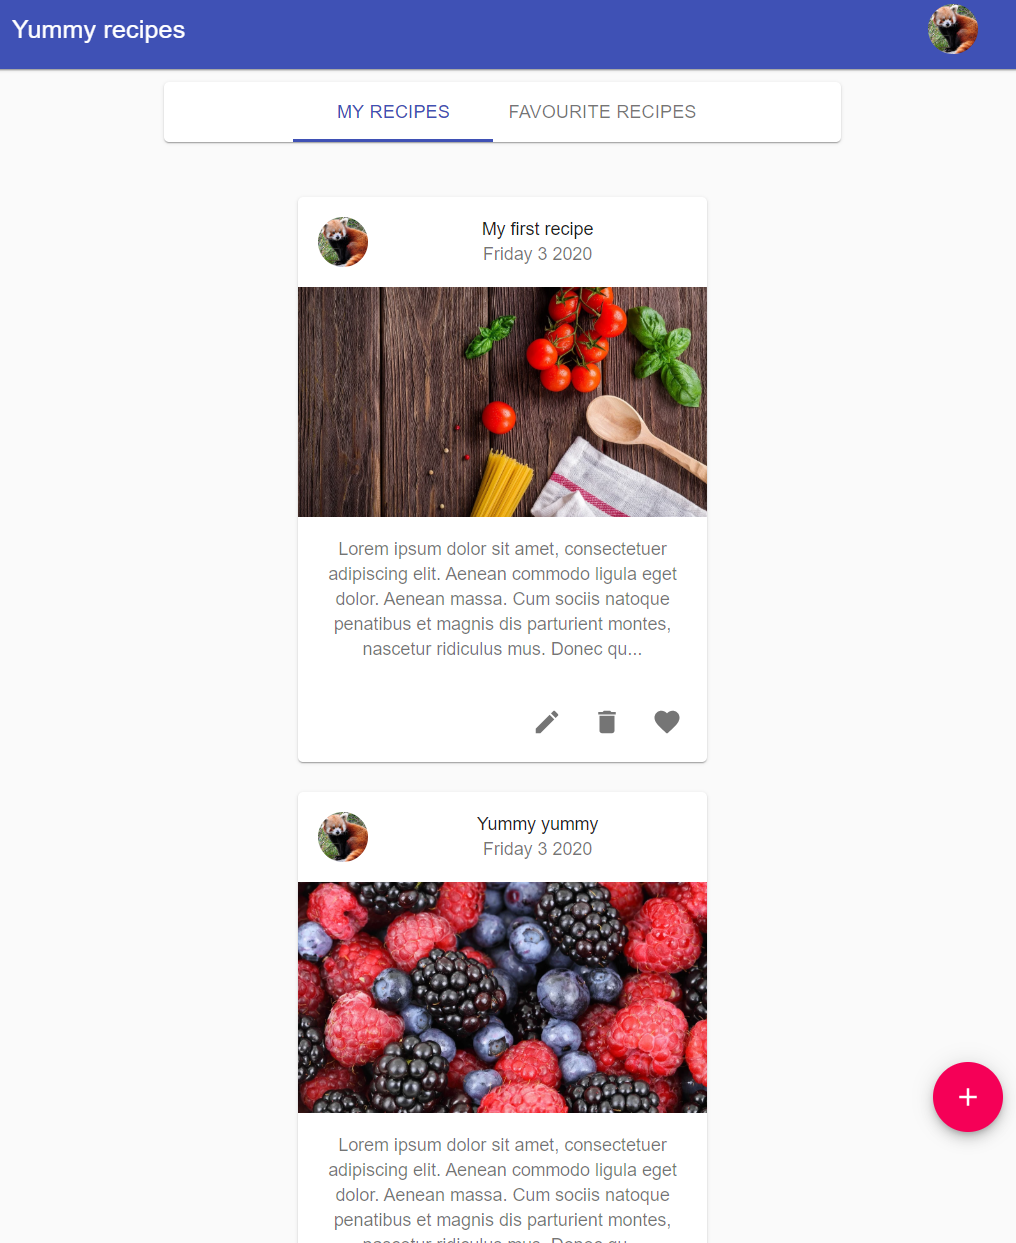 Yummy recipes
MY RECIPES
FAVOURITE RECIPES
My first recipe
Friday 3 2020
Lorem ipsum dolor sit amet, consectetuer
adipiscing elit. Aenean commodo ligula eget
dolor. Aenean massa. Cum sociis natoque
penatibus et magnis dis parturient montes,
nascetur ridiculus mus. Donec qu...
Yummy yummy
Friday 3 2020
Lorem ipsum dolor sit amet, consectetuer
adipiscing elit. Aenean commodo ligula eget
dolor. Aenean massa. Cum sociis natoque
penatibus et magnis dis parturient montes,